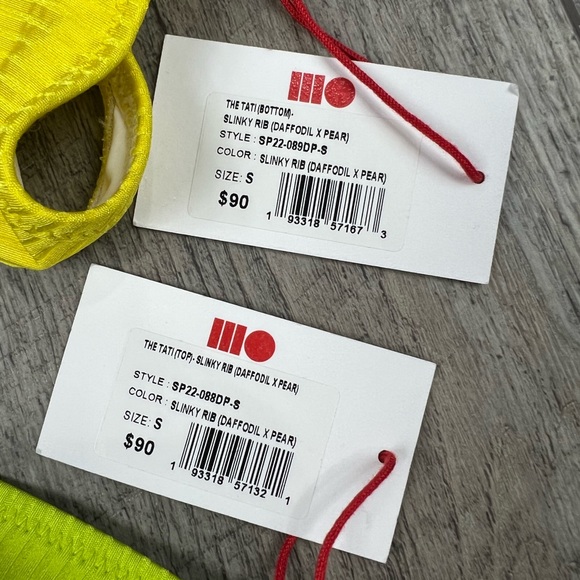 THE TATI (BOTTOM)-
SLINKY RIB (DAFFODIL X PEAR)
STYLE : SP22-089DP-S
COLOR : SLINKY RIB (DAFFODIL X PEAR)
SIZE: S
$90
1 93318 57167 3
THE TATI (TOP)- SLINKY RIB (DAFFODIL X PEAR)
STYLE : SP22-088DP-S
COLOR : SLINKY RIB (DAFFODIL X PEAR)
SIZE: S
$90
1 93318 57132 1